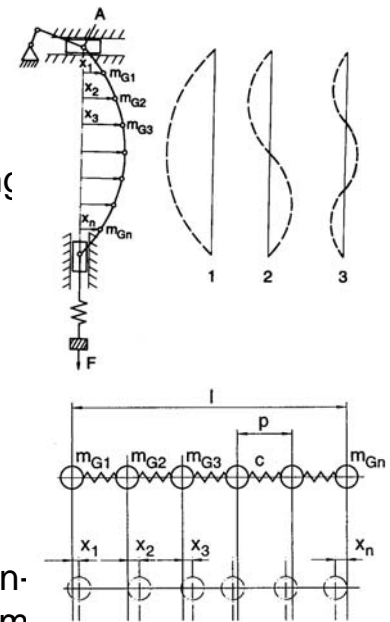 A
x1
mG1
x2
mG2
x3
mG3
xn
mGn
F
1 2 3
l
p
mG1 mG2 mG3 c mGn
x1 x2 x3 xn
n-